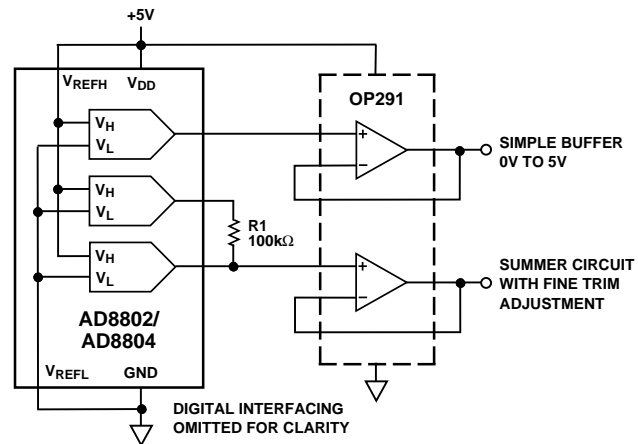 +5V
VREFH
VDD
OP291
VH
VL
SIMPLE BUFFER
0V TO 5V
VH
VL
R1
100kΩ
VH
VL
SUMMER CIRCUIT
WITH FINE TRIM
ADJUSTMENT
AD8802/
AD8804
VREFL
GND
DIGITAL INTERFACING
OMITTED FOR CLARITY
+
−
+
−